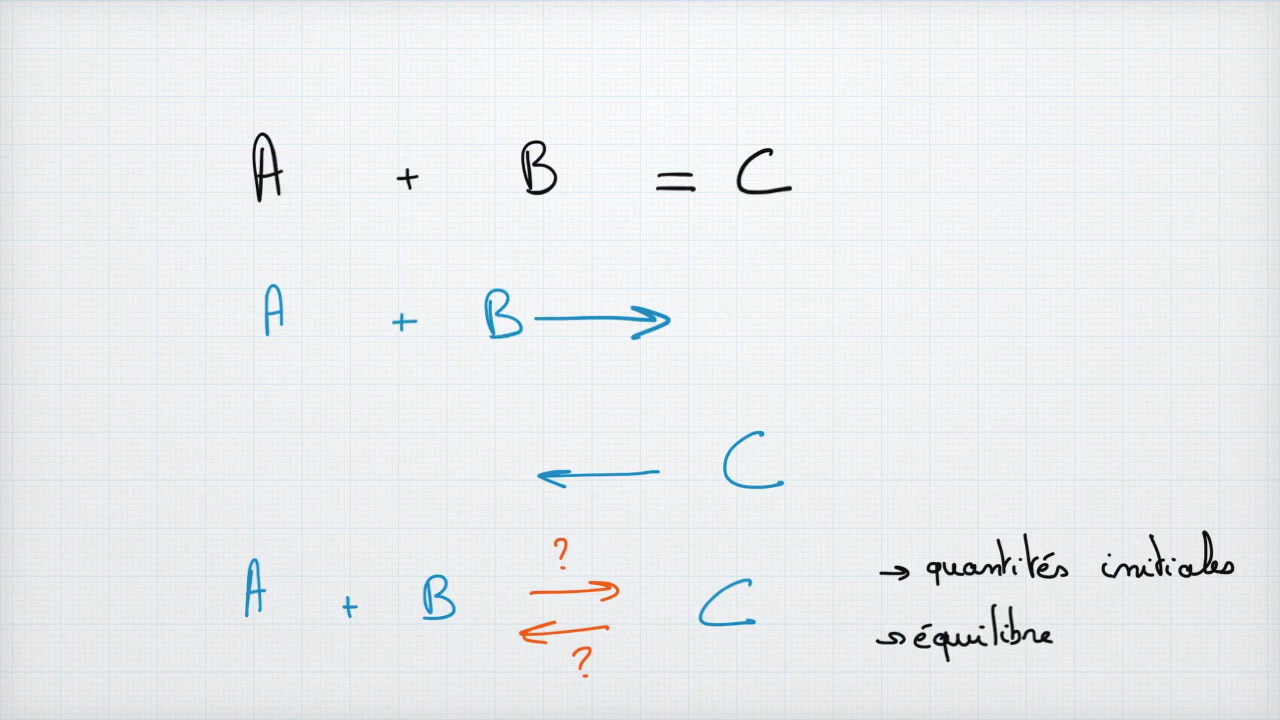 A + B = C
A + B →
← C
?
A + B ⇄ C
?
→ quantités initiales
→ équilibre